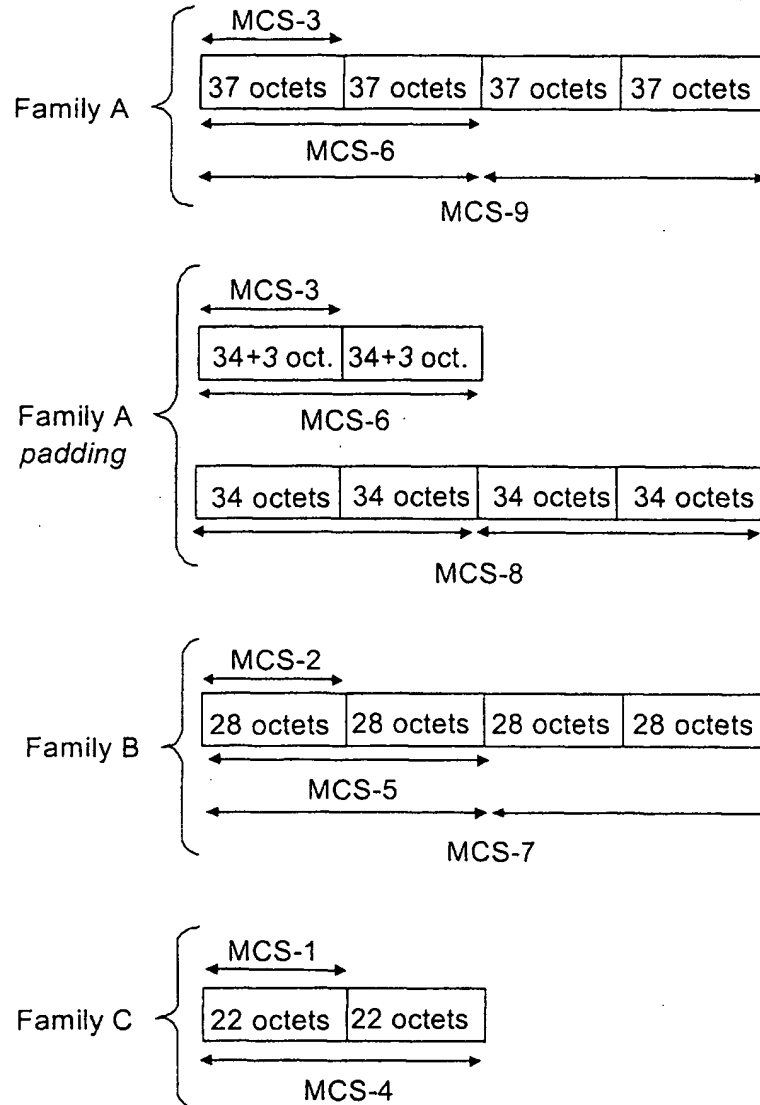 MCS-3
Family A
37 octets 37 octets 37 octets 37 octets
MCS-6
MCS-9
MCS-3
34+3 oct. 34+3 oct.
MCS-6
Family A
padding
34 octets 34 octets 34 octets 34 octets
MCS-8
MCS-2
28 octets 28 octets 28 octets 28 octets
Family B
MCS-5
MCS-7
MCS-1
22 octets 22 octets
Family C
MCS-4